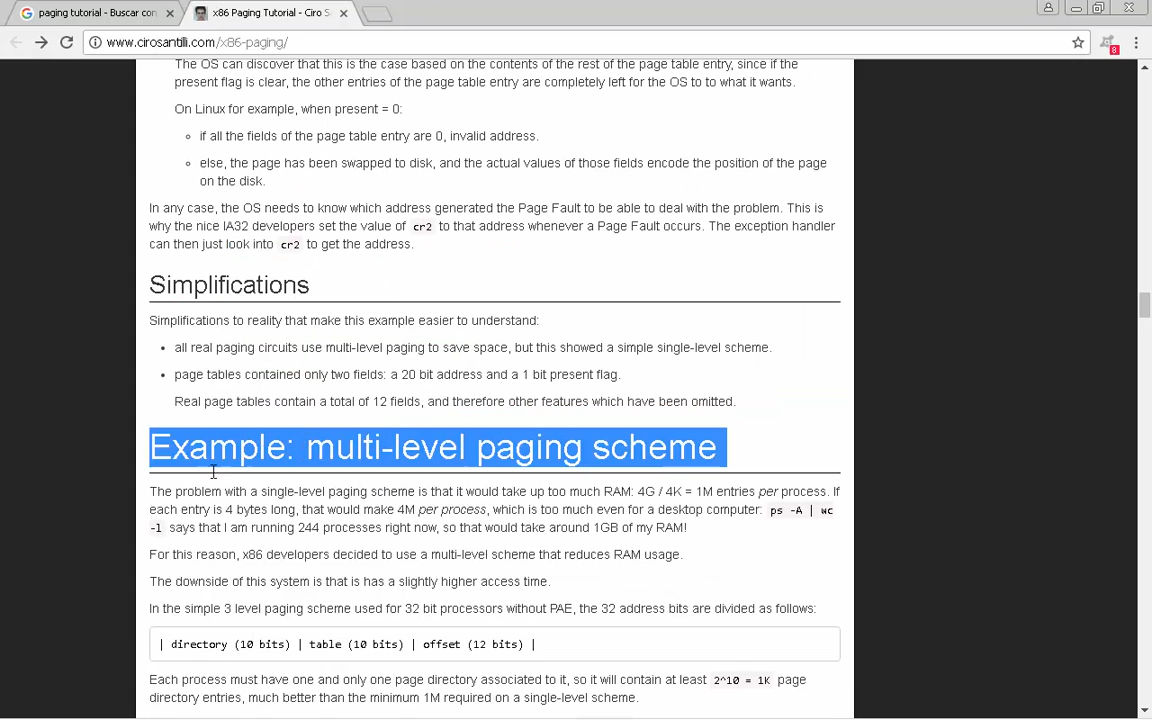 paging tutorial - Buscar con
x86 Paging Tutorial - Ciro S
www.cirosantilli.com/x86-paging/
8
The OS can discover that this is the case based on the contents of the rest of the page table entry, since if the
present flag is clear, the other entries of the page table entry are completely left for the OS to to what it wants.
On Linux for example, when present = 0:
if all the fields of the page table entry are 0, invalid address.
else, the page has been swapped to disk, and the actual values of those fields encode the position of the page
on the disk.
In any case, the OS needs to know which address generated the Page Fault to be able to deal with the problem. This is
why the nice IA32 developers set the value of cr2 to that address whenever a Page Fault occurs. The exception handler
can then just look into cr2 to get the address.
Simplifications
Simplifications to reality that make this example easier to understand:
• all real paging circuits use multi-level paging to save space, but this showed a simple single-level scheme.
• page tables contained only two fields: a 20 bit address and a 1 bit present flag.
Real page tables contain a total of 12 fields, and therefore other features which have been omitted.
Example: multi-level paging scheme
The problem with a single-level paging scheme is that it would take up too much RAM: 4G / 4K = 1M entries per process. If
each entry is 4 bytes long, that would make 4M per process, which is too much even for a desktop computer: ps -A | wc
-l says that I am running 244 processes right now, so that would take around 1GB of my RAM!
For this reason, x86 developers decided to use a multi-level scheme that reduces RAM usage.
The downside of this system is that is has a slightly higher access time.
In the simple 3 level paging scheme used for 32 bit processors without PAE, the 32 address bits are divided as follows:
| directory (10 bits) | table (10 bits) | offset (12 bits) |
Each process must have one and only one page directory associated to it, so it will contain at least 2^10 = 1K page
directory entries, much better than the minimum 1M required on a single-level scheme.